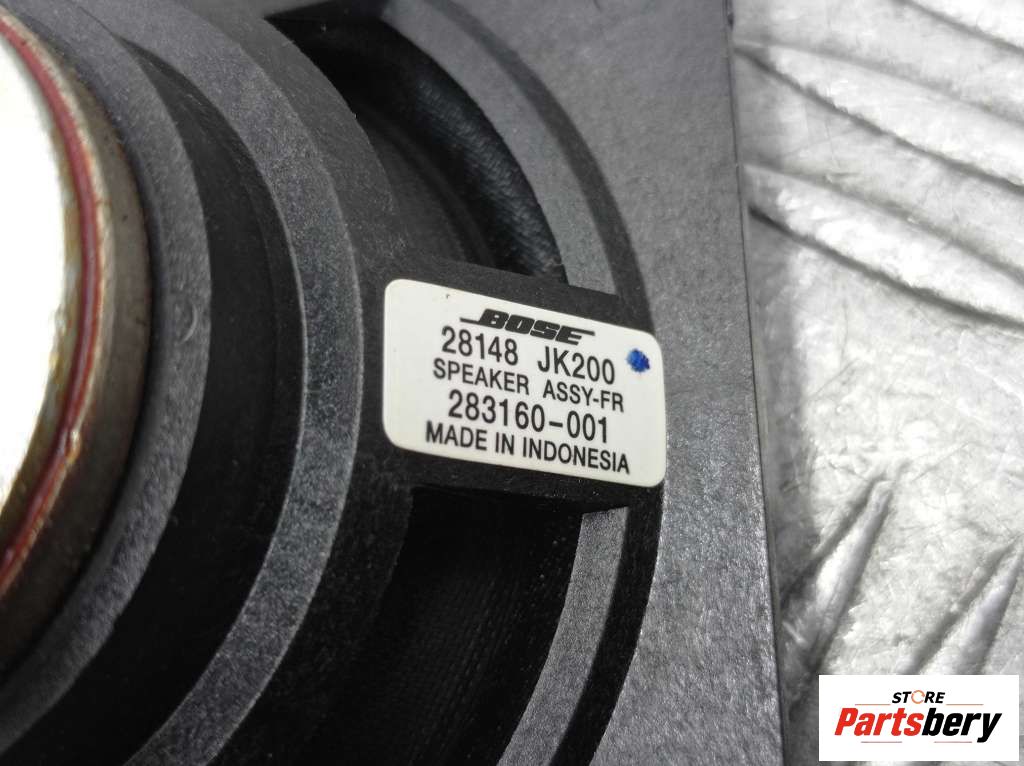 BOSE
28148 JK200
SPEAKER ASSY-FR
283160-001
MADE IN INDONESIA
STORE
Partsbery